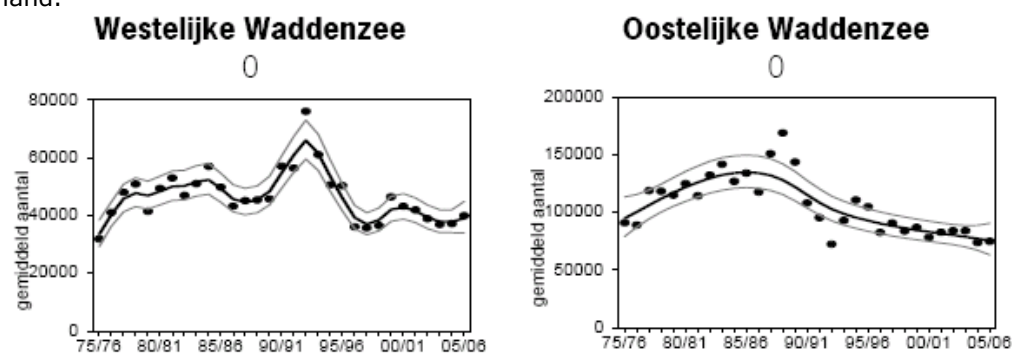 land.
Westelijke Waddenzee
0
80000
60000
40000
20000
0
gemiddeld aantal
75/76 80/81 85/86 90/91 95/96 00/01 05/06
Oostelijke Waddenzee
0
200000
150000
100000
50000
0
gemiddeld aantal
75/76 80/81 85/86 90/91 95/96 00/01 05/06